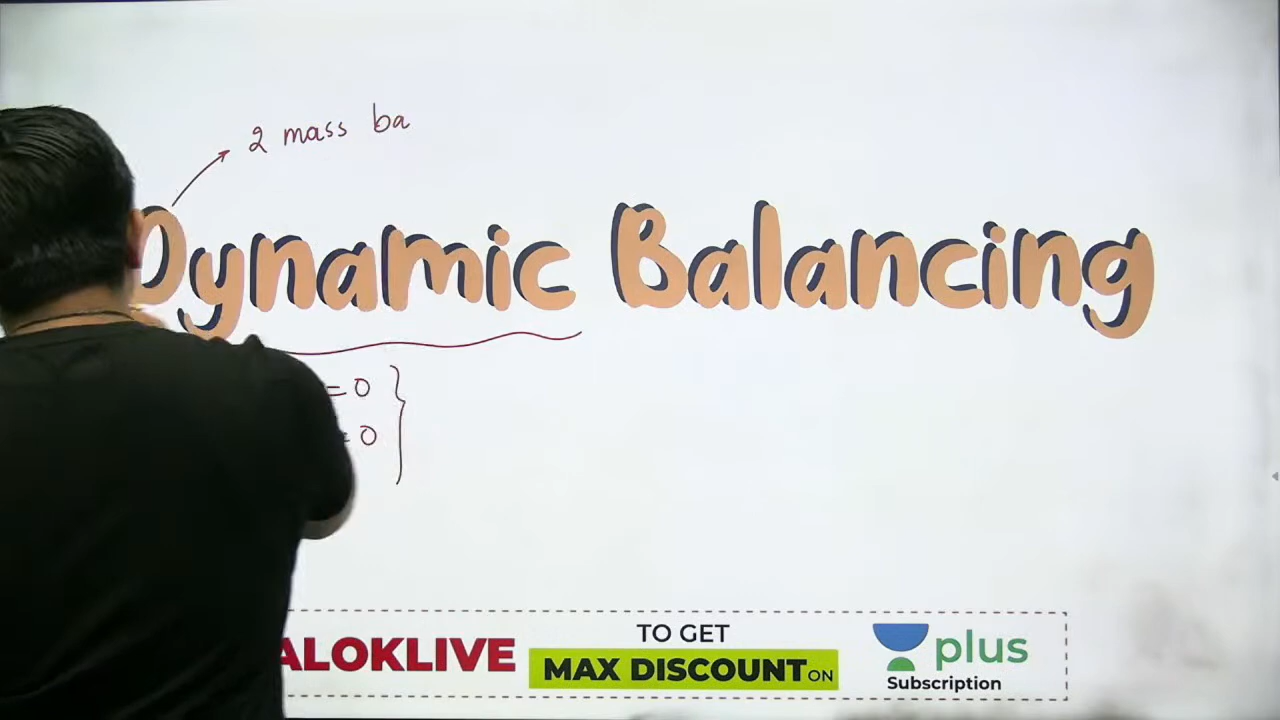 2 mass ba
Dynamic Balancing
=0
=0
ALOKLIVE
TO GET
MAX DISCOUNT ON
plus
Subscription